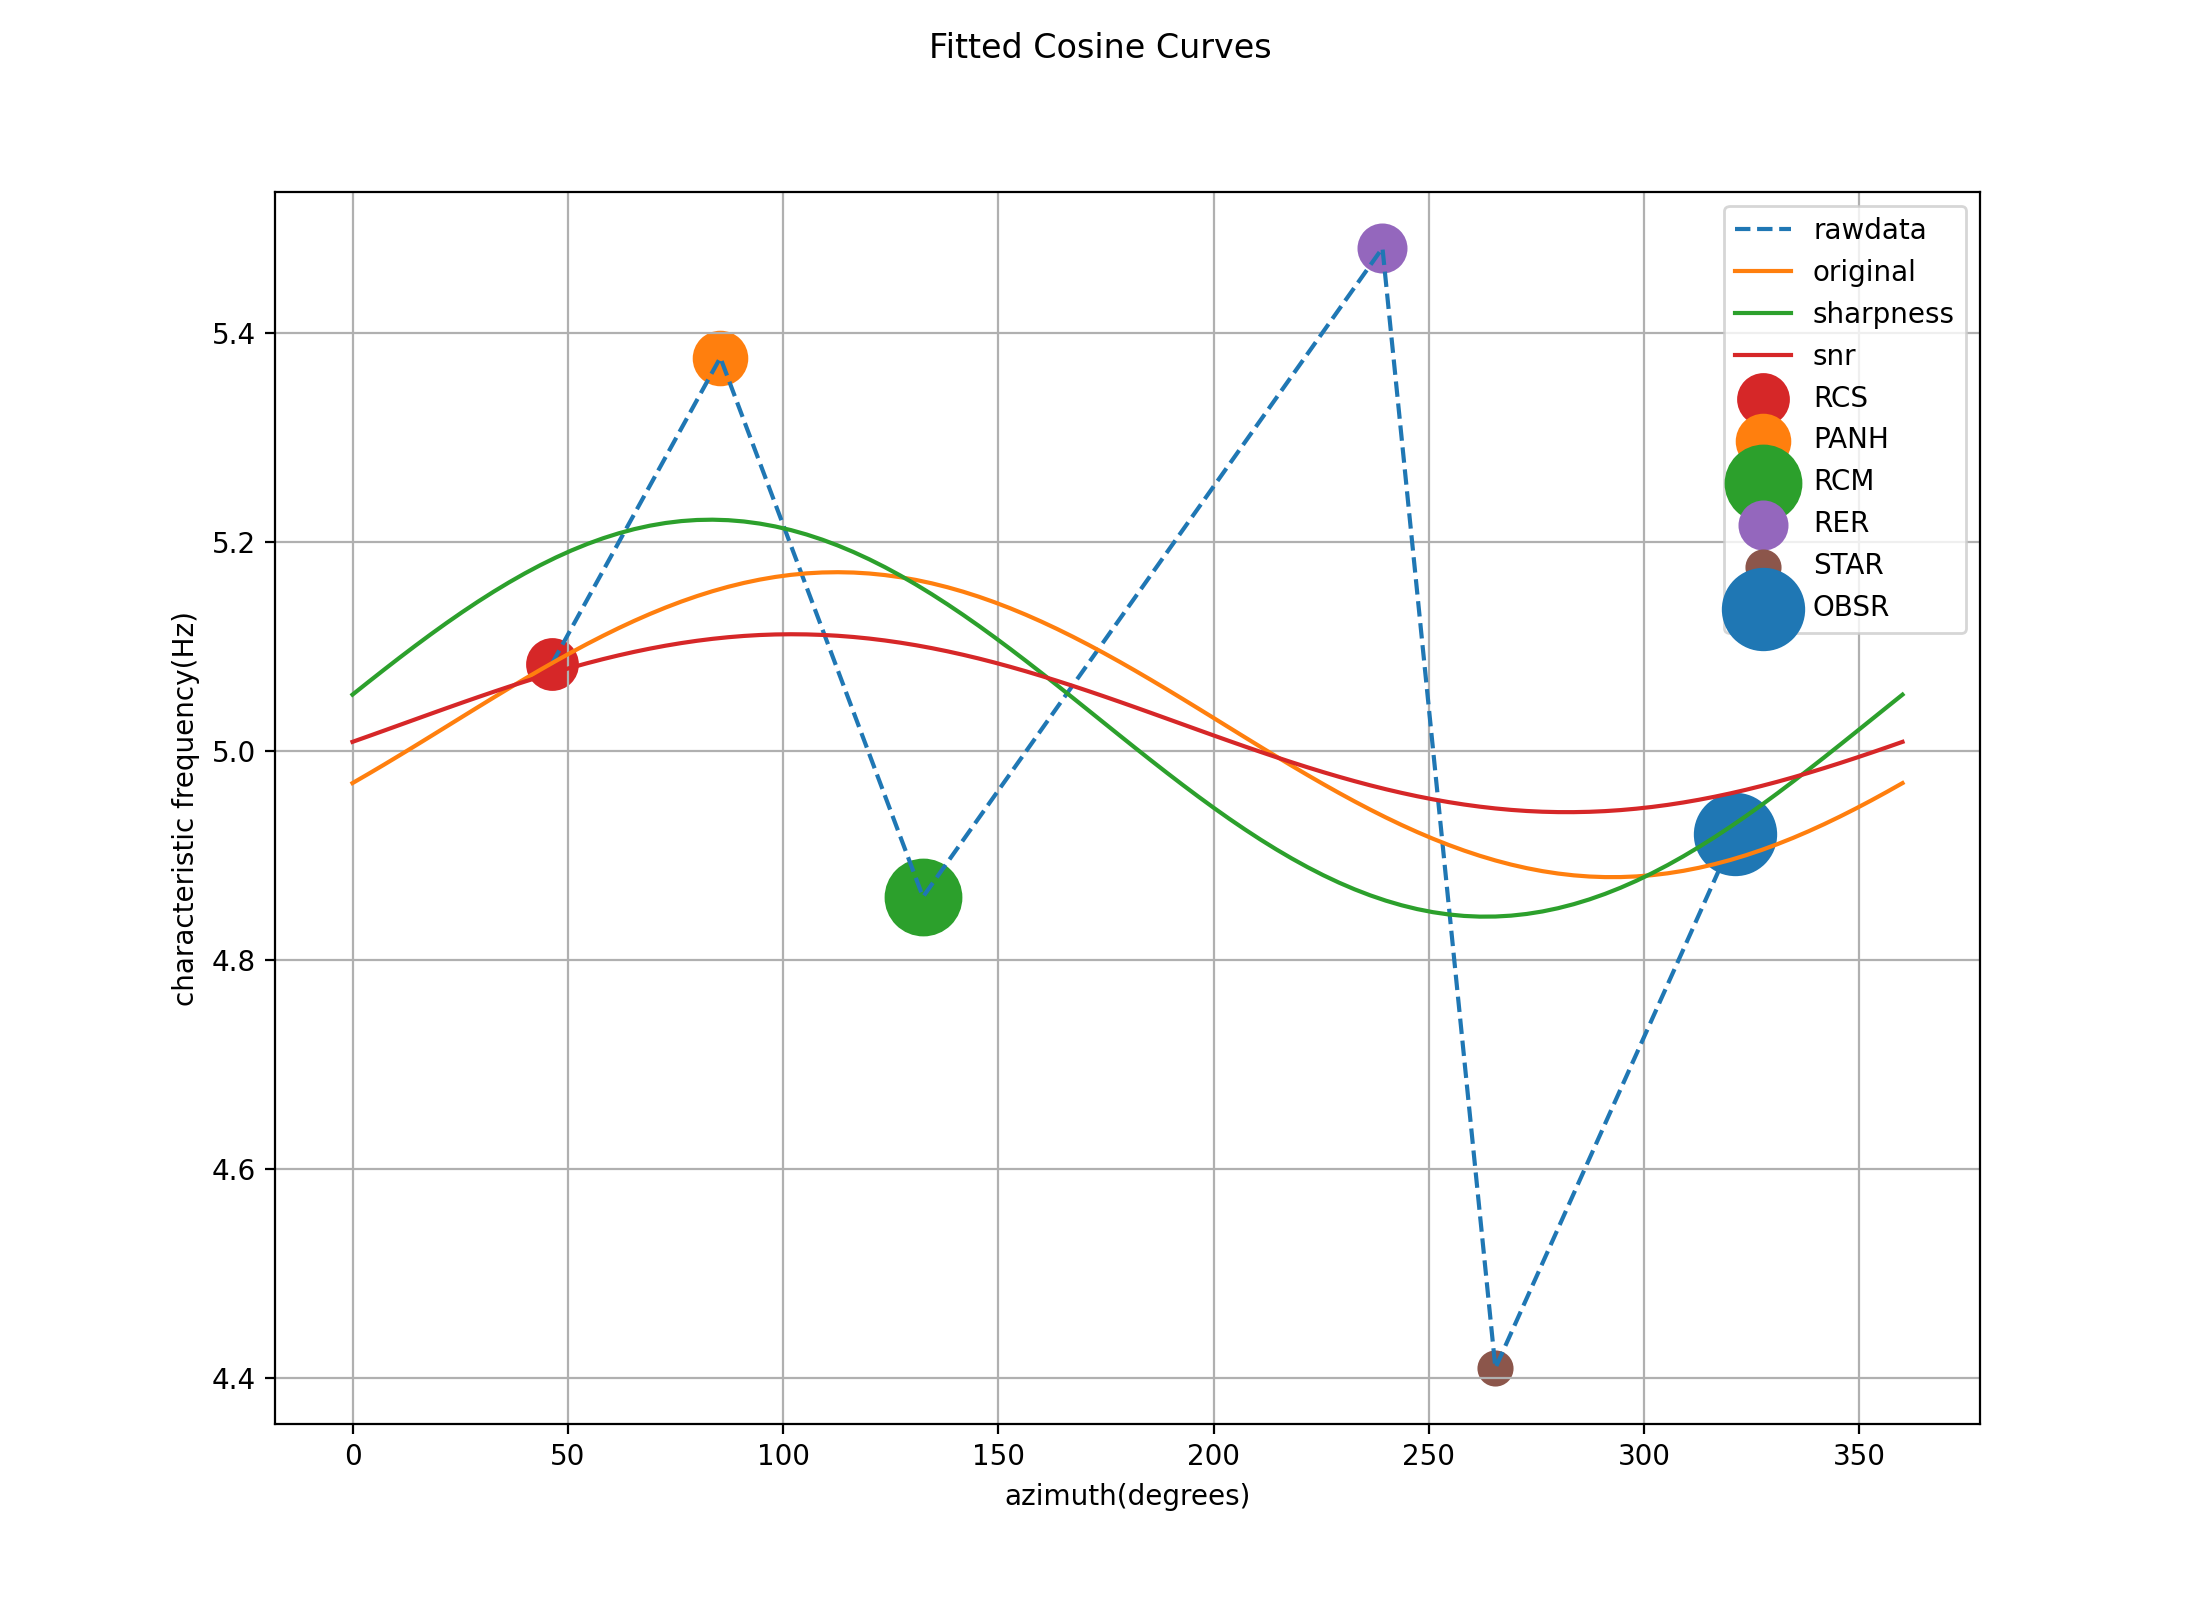 Fitted Cosine Curves
rawdata
original
sharpness
snr
RCS
PANH
RCM
RER
STAR
OBSR
characteristic frequency(Hz)
5.4
5.2
5.0
4.8
4.6
4.4
0 50 100 150 200 250 300 350
azimuth(degrees)